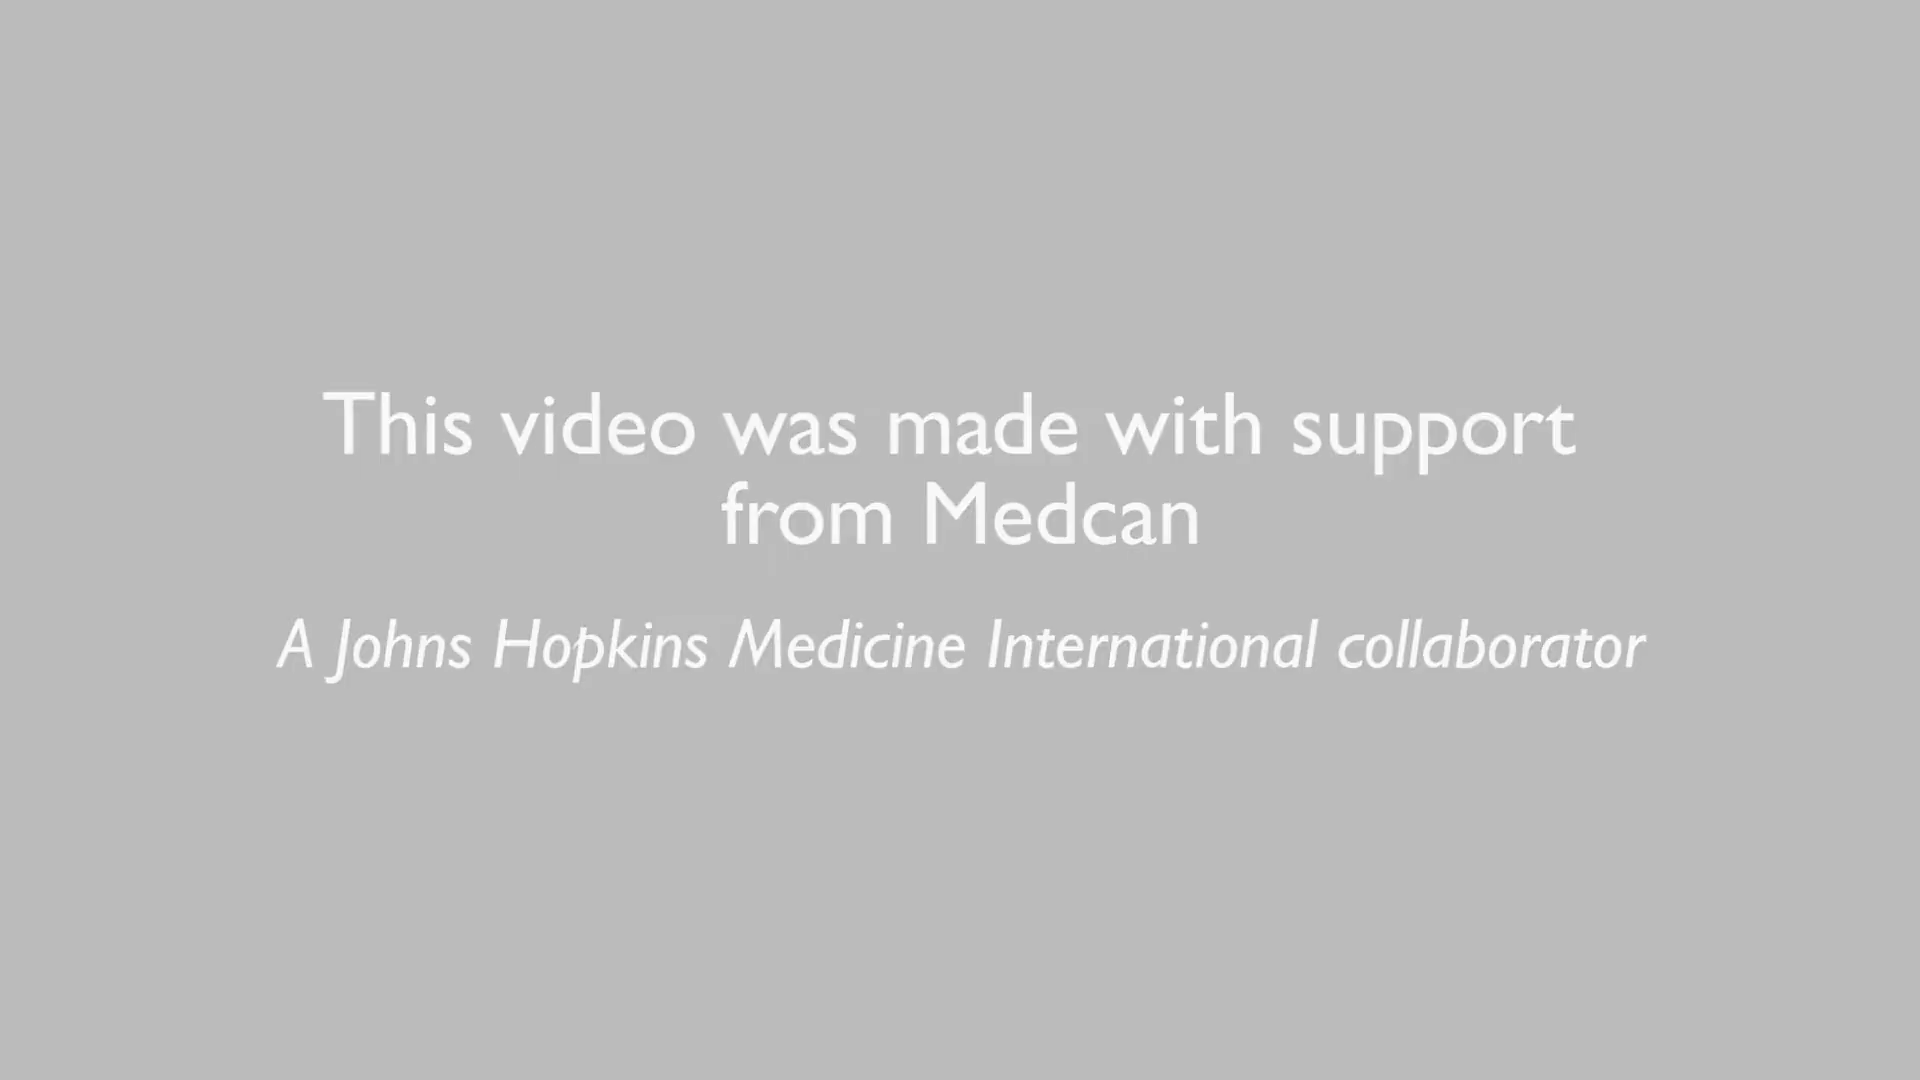 This video was made with support
from Medcan
A Johns Hopkins Medicine International collaborator